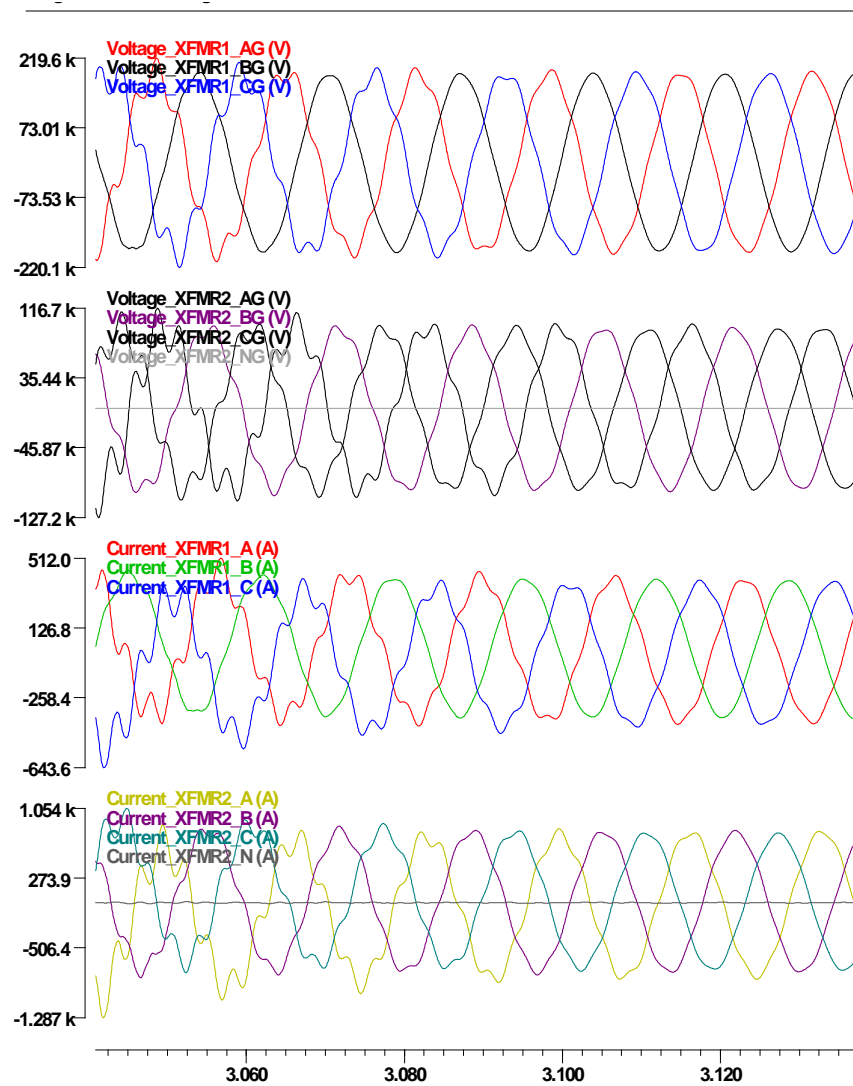 Voltage_XFMR1_AG (V)
219.6 k
Voltage_XFMR1_BG (V)
Voltage_XFMR1_CG (V)
73.01 k
-73.53 k
-220.1 k
Voltage_XFMR2_AG (V)
116.7 k
Voltage_XFMR2_BG (V)
Voltage_XFMR2_CG (V)
Voltage_XFMR2_NG (V)
35.44 k
-45.87 k
-127.2 k
Current_XFMR1_A (A)
512.0
Current_XFMR1_B (A)
Current_XFMR1_C (A)
126.8
-258.4
-643.6
Current_XFMR2_A (A)
1.054 k
Current_XFMR2_B (A)
Current_XFMR2_C (A)
Current_XFMR2_N (A)
273.9
-506.4
-1.287 k
3.060 3.080 3.100 3.120